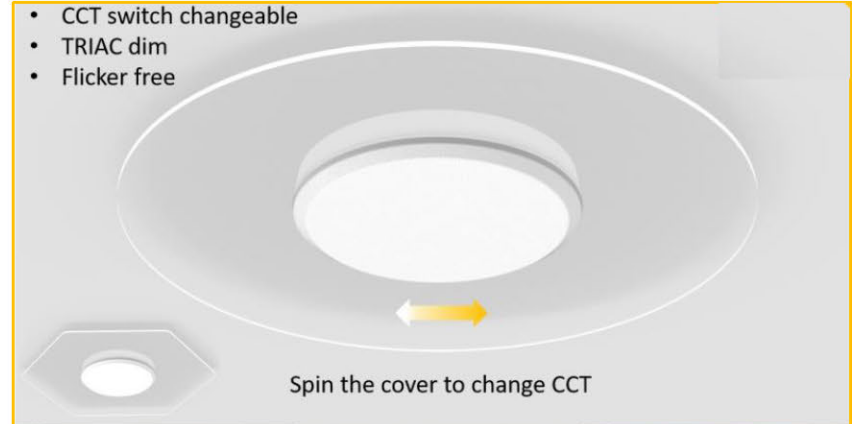 • CCT switch changeable
• TRIAC dim
• Flicker free
Spin the cover to change CCT